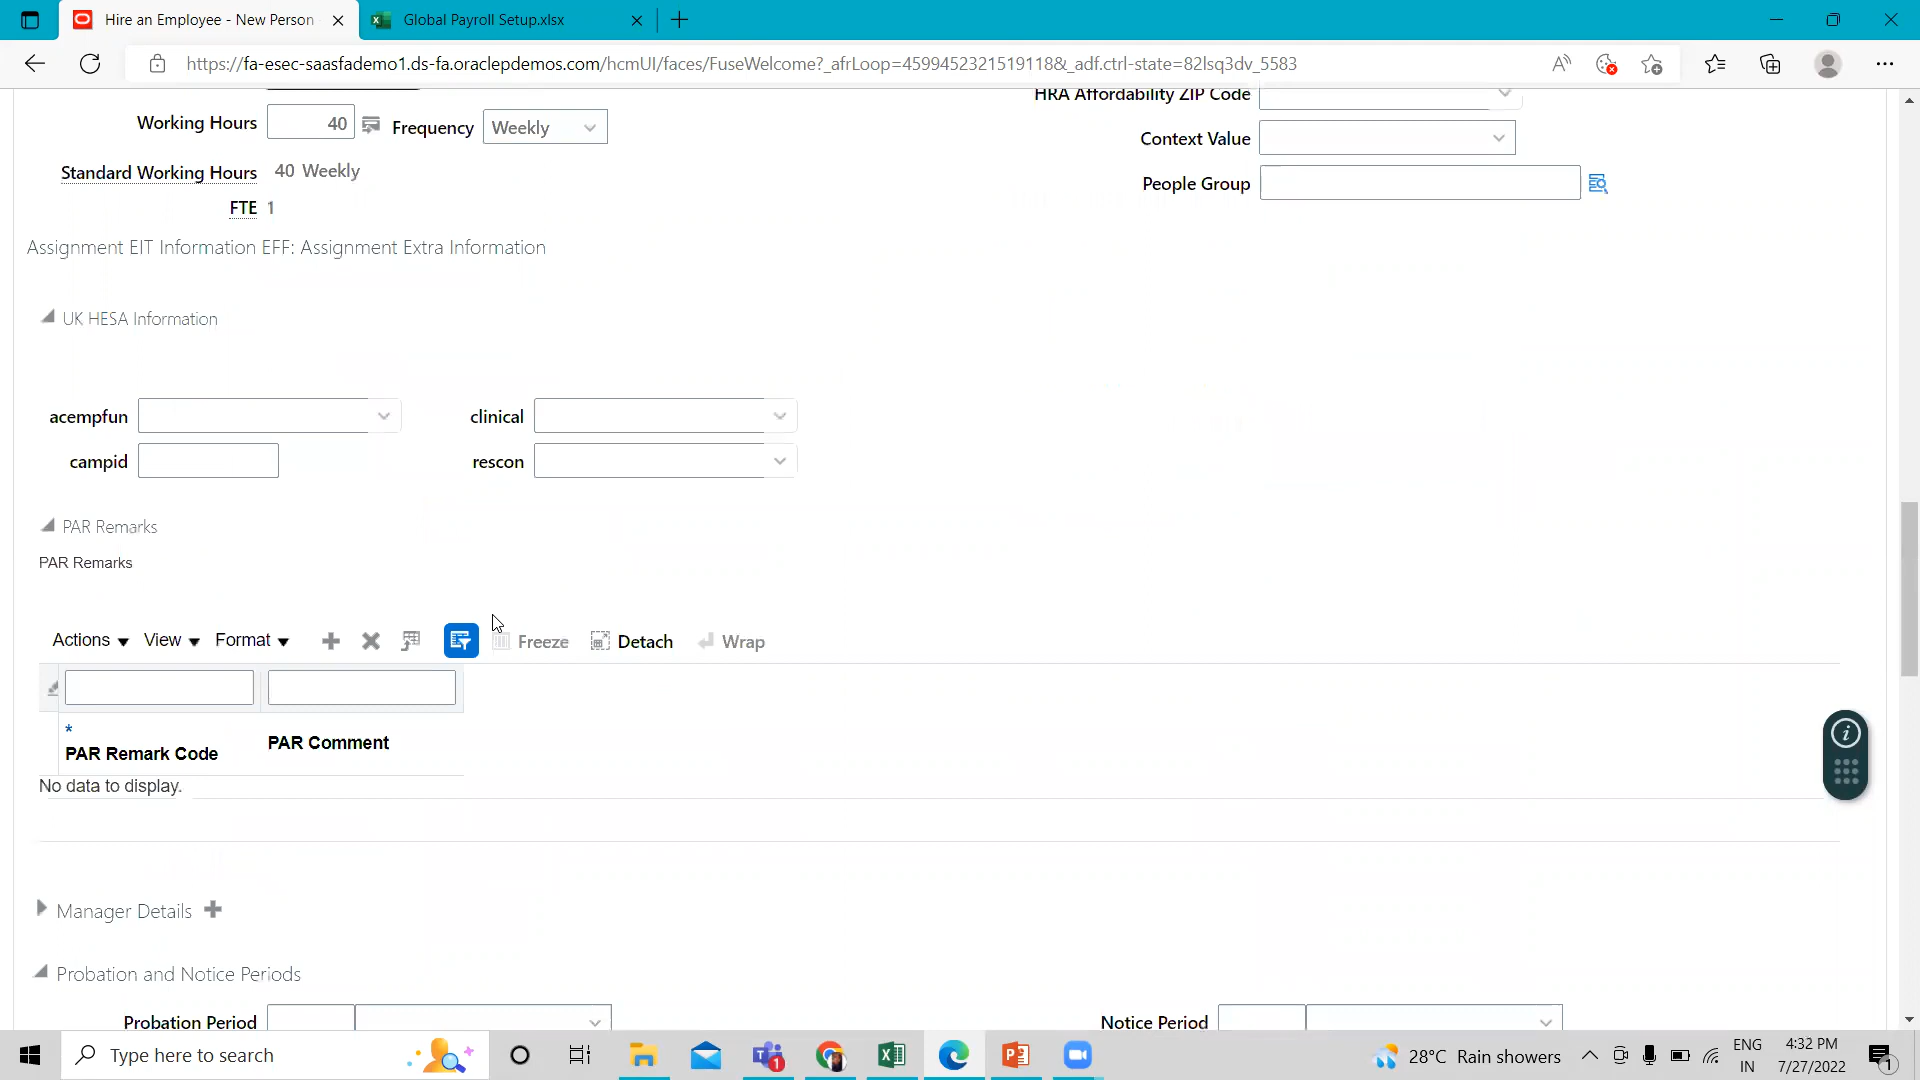 Hire an Employee - New Person
Global Payroll Setup.xlsx
https://fa-esec-saasfademo1.ds-fa.oraclepdemos.com/hcmUI/faces/FuseWelcome?_afrLoop=4599452321519118&_adf.ctrl-state=82lsq3dv_5583
HRA Affordability ZIP Code
Working Hours 40 Frequency Weekly
Context Value
Standard Working Hours 40 Weekly
People Group
FTE 1
Assignment EIT Information EFF: Assignment Extra Information
UK HESA Information
acempfun clinical
campid rescon
PAR Remarks
PAR Remarks
Actions View Format Freeze Detach Wrap
*
PAR Remark Code PAR Comment
No data to display.
Manager Details
Probation and Notice Periods
Probation Period Notice Period
Type here to search
28°C Rain showers
ENG
IN
4:32 PM
7/27/2022
1
1